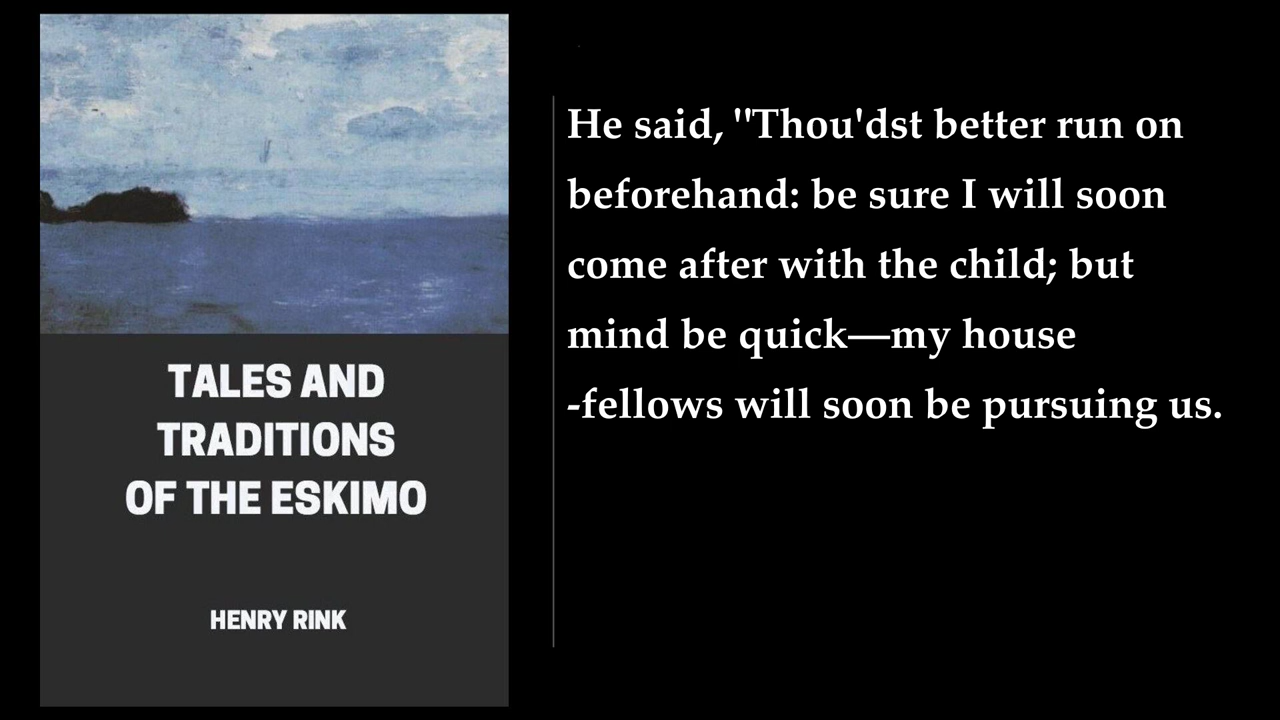 TALES AND
TRADITIONS
OF THE ESKIMO
HENRY RINK
He said, "Thou'dst better run on
beforehand: be sure I will soon
come after with the child; but
mind be quick—my house
-fellows will soon be pursuing us.